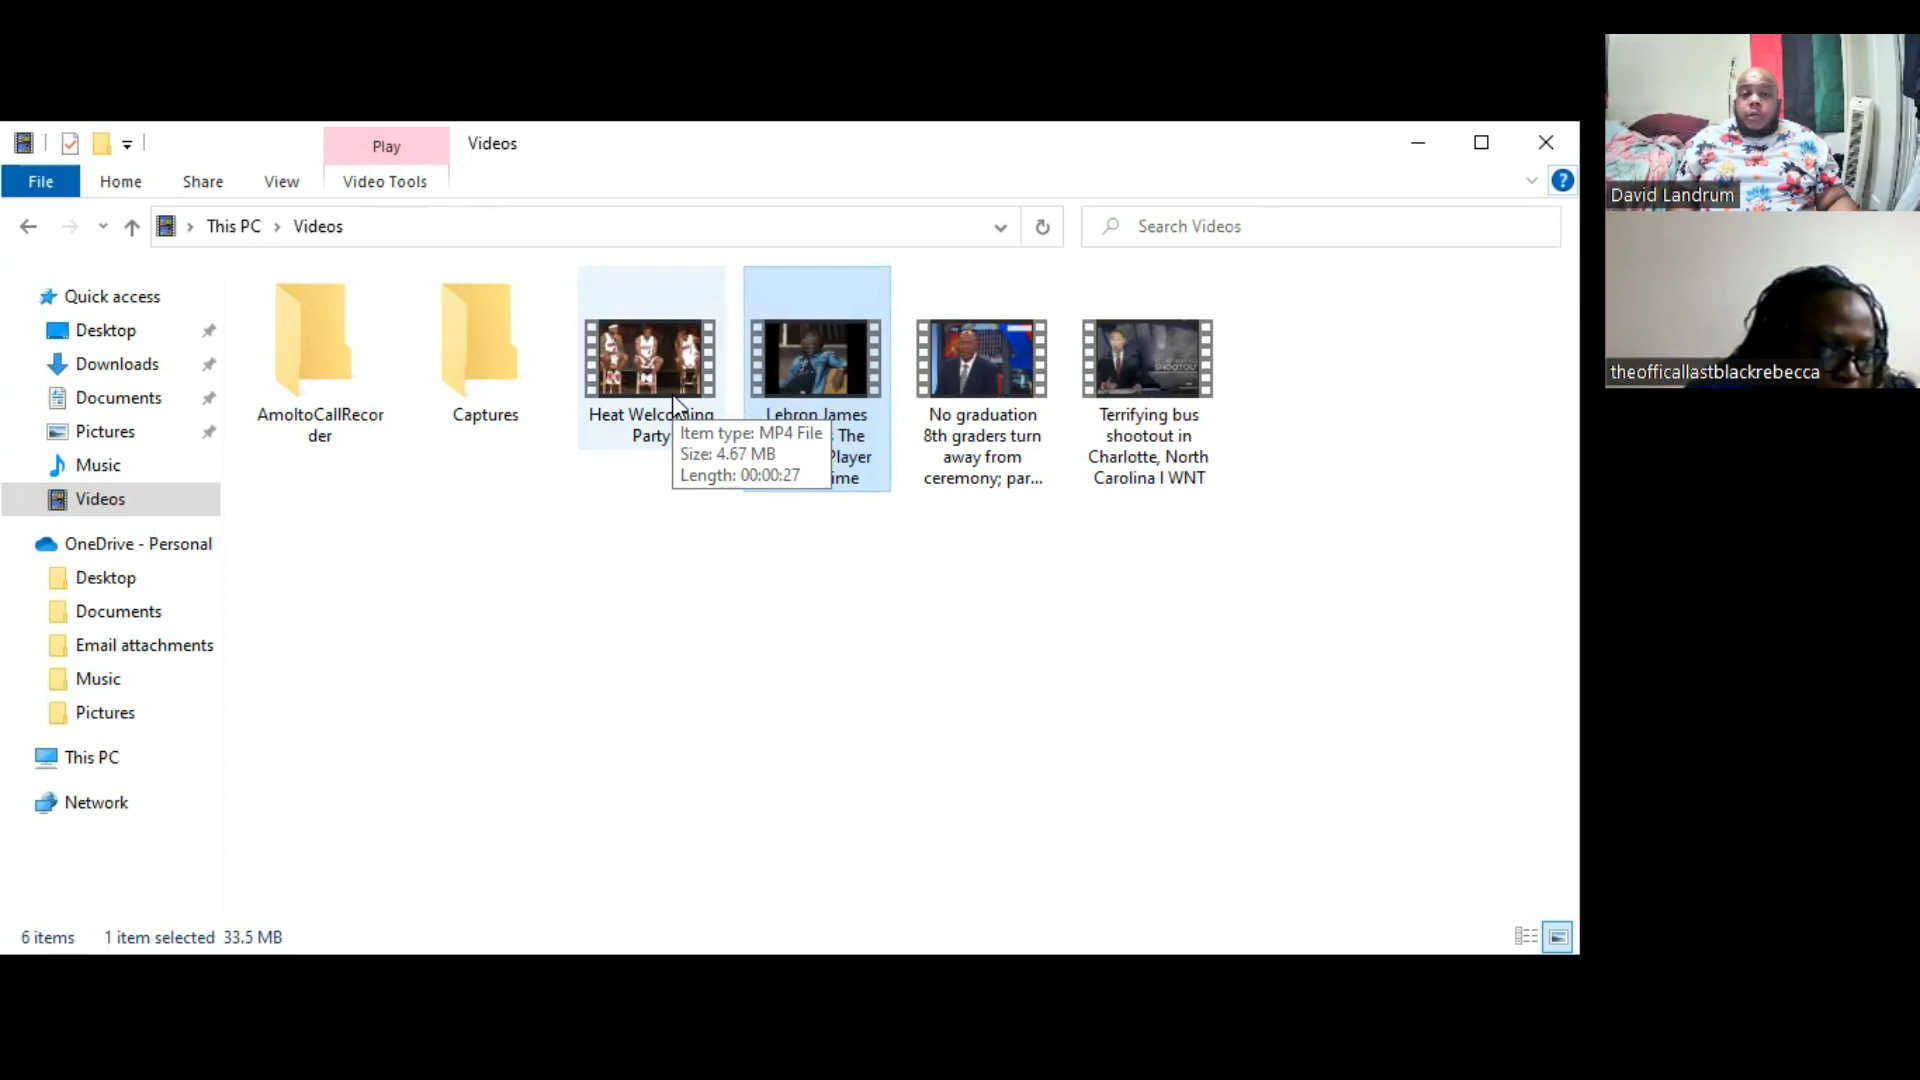 Play
Videos
File
Home
Share
View
Video Tools
This PC
Videos
Search Videos
Quick access
Desktop
Downloads
Documents
Pictures
Music
Videos
OneDrive - Personal
Desktop
Documents
Email attachments
Music
Pictures
This PC
Network
AmoltoCallRecor
der
Captures
Heat Welcoming
Party
Item type: MP4 File
Size: 4.67 MB
Length: 00:00:27
Lebron James
The
Player
No graduation
8th graders turn
away from
ceremony; par...
Terrifying bus
shootout in
Charlotte, North
Carolina I WNT
6 items
1 item selected 33.5 MB
David Landrum
theofficallastblackrebecca